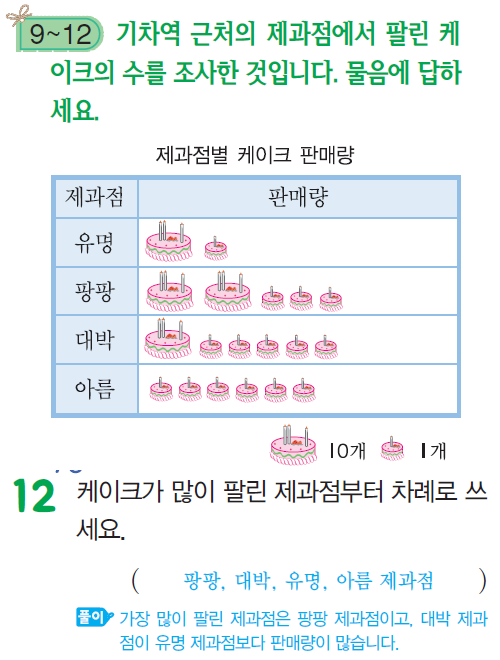 9~12 기차역 근처의 제과점에서 팔린 케
이크의 수를 조사한 것입니다. 물음에 답하
세요.
제과점별 케이크 판매량
제과점 판매량
유명
팡팡
대박
아름
10개 1개
12 케이크가 많이 팔린 제과점부터 차례로 쓰
세요.
( 팡팡, 대박, 유명, 아름 제과점 )
풀이 가장 많이 팔린 제과점은 팡팡 제과점이고, 대박 제과
점이 유명 제과점보다 판매량이 많습니다.